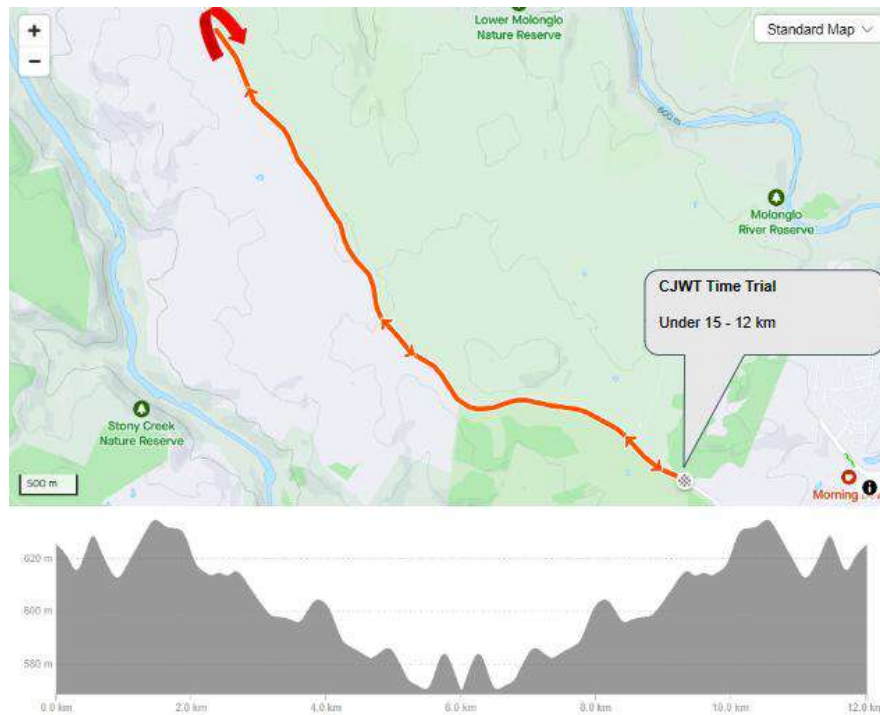 +
−
Lower Molonglo
Nature Reserve
Standard Map
600 m
Molonglo
River Reserve
CJWT Time Trial
Under 15 - 12 km
Stony Creek
Nature Reserve
500 m
Morning
620 m
600 m
580 m
0.0 km
2.0 km
4.0 km
6.0 km
8.0 km
10.0 km
12.0 km